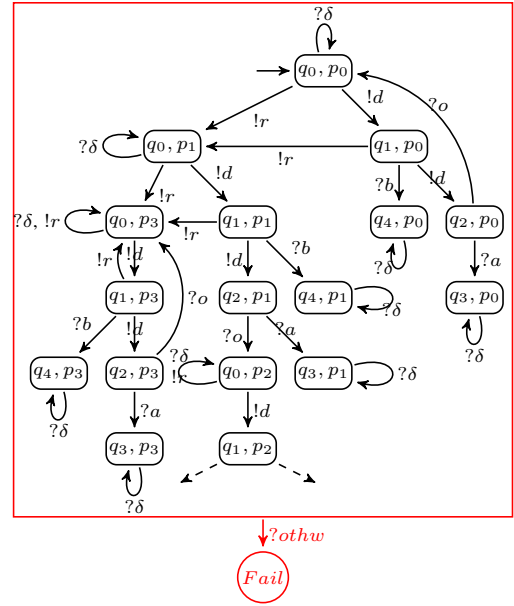 ?δ
q₀, p₀
!r
!d
?o
?δ
q₀, p₁
!r
q₁, p₀
!r
!d
?b
!d
?δ, !r
q₀, p₃
!r
q₁, p₁
q₄, p₀
q₂, p₀
!r
!d
!d
?b
?δ
?a
q₁, p₃
?o
q₂, p₁
q₄, p₁
?δ
q₃, p₀
?b
!d
?o
?a
?δ
q₄, p₃
q₂, p₃
?δ
!r
q₀, p₂
q₃, p₁
?δ
?δ
?a
!d
q₃, p₃
q₁, p₂
?δ
?othw
Fail